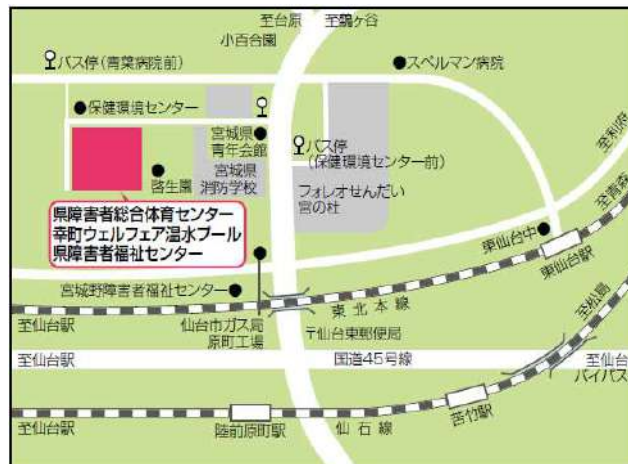 至台原 至鶴ヶ谷
小百合園
バス停(青葉病院前)
スペルマン病院
保健環境センター
宮城県
青年会館
バス停
(保健環境センター前)
啓生園
宮城県
消防学校
フォレオせんだい
宮の杜
至利府
至青森
県障害者総合体育センター
幸町ウェルフェア温水プール
県障害者福祉センター
東仙台中
東仙台駅
宮城野障害者福祉センター
至仙台駅
仙台市ガス局
原町工場
東北本線
〒仙台東郵便局
至松島
至仙台駅
国道45号線
至仙台
バイパス
至仙台駅
陸前原町駅
仙石線
苦竹駅